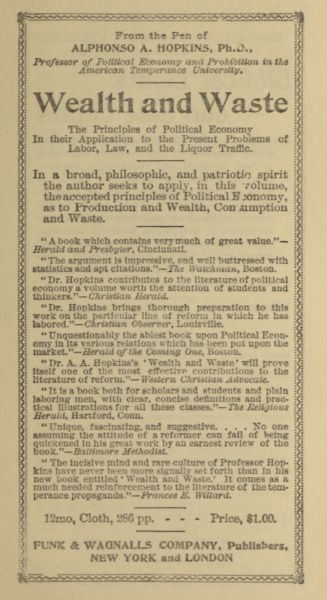 From the Pen of
ALPHONSO A. HOPKINS, Ph.D.,
Professor of Political Economy and Prohibition in the
American Temperance University.
Wealth and Waste
The Principles of Political Economy
In their Application to the Present Problems of
Labor, Law, and the Liquor Traffic.
In a broad, philosophic, and patriotic spirit
the author seeks to apply, in this volume,
the accepted principles of Political Economy,
as to Production and Wealth, Consumption
and Waste.
"A book which contains very much of great value."—
Herald and Presbyter, Cincinnati.
"The argument is impressive, and well buttressed with
statistics and apt citations."—The Watchman, Boston.
"Dr. Hopkins contributes to the literature of political
economy a volume worth the attention of students and
thinkers."—Christian Herald.
"Dr. Hopkins brings thorough preparation to this
work on the particular line of reform in which he has
labored."—Christian Observer, Louisville.
"Unquestionably the ablest book upon Political Econ-
omy in its various relations which has been put upon the
market."—Herald of the Coming One, Boston.
"Dr. A. A. Hopkins's 'Wealth and Waste' will prove
itself one of the most effective contributions to the
literature of reform."—Western Christian Advocate.
"It is a book both for scholars and students and plain
laboring men, with clear, concise definitions and prac-
tical illustrations for all these classes."—The Religious
Herald, Hartford, Conn.
"Unique, fascinating, and suggestive. . . . No one
assuming the attitude of a reformer can fail of being
quickened in his great work by an earnest review of the
book."—Baltimore Methodist.
"The incisive mind and rare culture of Professor Hop-
kins have never been more signally set forth than in his
new book entitled 'Wealth and Waste.' It comes as a
much needed reinforcement to the literature of the tem-
perance propaganda."—Frances E. Willard.
12mo, Cloth, 286 pp. - - - Price, $1.00.
FUNK & WAGNALLS COMPANY, Publishers,
NEW YORK and LONDON